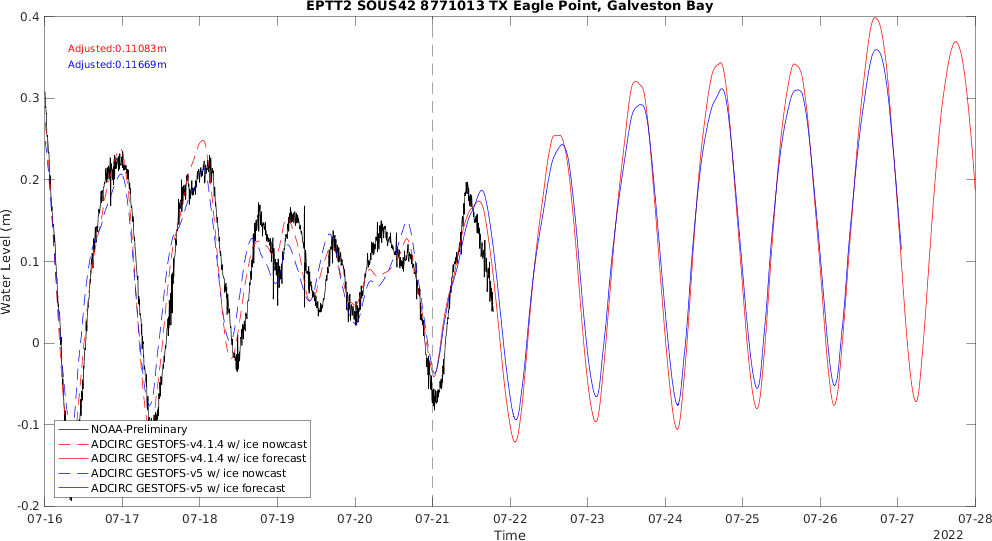 EPTT2 SOUS42 8771013 TX Eagle Point, Galveston Bay
0.4
0.3
0.2
0.1
0
-0.1
-0.2
Water Level (m)
Adjusted:0.11083m
Adjusted:0.11669m
NOAA-Preliminary
ADCIRC GESTOFS-v4.1.4 w/ ice nowcast
ADCIRC GESTOFS-v4.1.4 w/ ice forecast
ADCIRC GESTOFS-v5 w/ ice nowcast
ADCIRC GESTOFS-v5 w/ ice forecast
07-16 07-17 07-18 07-19 07-20 07-21 07-22 07-23 07-24 07-25 07-26 07-27 07-28
Time
2022